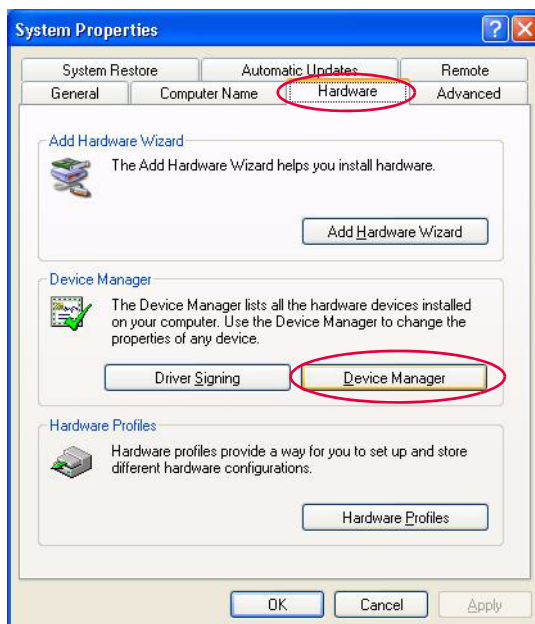 System Properties
System Restore
Automatic Updates
Remote
General
Computer Name
Hardware
Advanced
Add Hardware Wizard
The Add Hardware Wizard helps you install hardware.
Add Hardware Wizard
Device Manager
The Device Manager lists all the hardware devices installed
on your computer. Use the Device Manager to change the
properties of any device.
Driver Signing
Device Manager
Hardware Profiles
Hardware profiles provide a way for you to set up and store
different hardware configurations.
Hardware Profiles
OK
Cancel
Apply